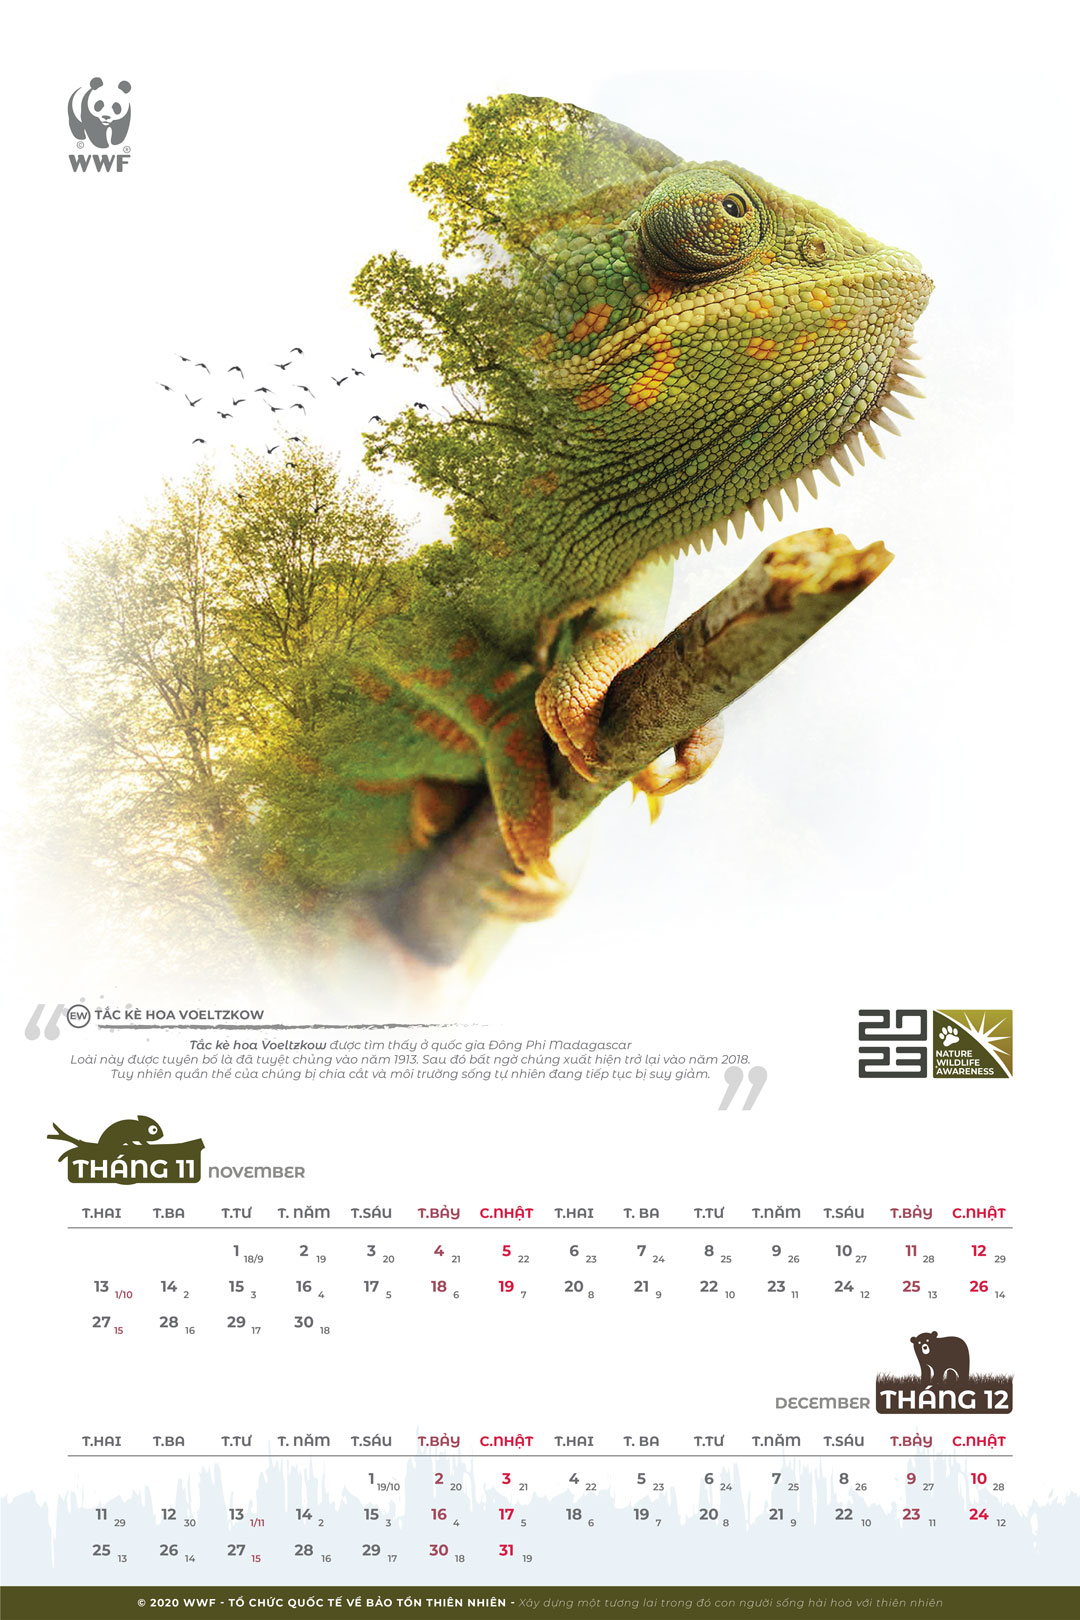 WWF
EW TẮC KÈ HOA VOELTZKOW
Tắc kè hoa Voeltzkow được tìm thấy ở quốc gia Đông Phi Madagascar
Loài này được tuyên bố là đã tuyệt chủng vào năm 1913. Sau đó bất ngờ chúng xuất hiện trở lại vào năm 2018.
Tuy nhiên quần thể của chúng bị chia cắt và môi trường sống tự nhiên đang tiếp tục bị suy giảm.
2023
NATURE
WILDLIFE
AWARENESS
THÁNG 11 NOVEMBER
T.HAI T.BA T.TƯ T. NĂM T.SÁU T.BẢY C.NHẬT T.HAI T. BA T.TƯ T.NĂM T.SÁU T.BẢY C.NHẬT
1 18/9 2 19 3 20 4 21 5 22 6 23 7 24 8 25 9 26 10 27 11 28 12 29
13 1/10 14 2 15 3 16 4 17 5 18 6 19 7 20 8 21 9 22 10 23 11 24 12 25 13 26 14
27 15 28 16 29 17 30 18
DECEMBER THÁNG 12
T.HAI T.BA T.TƯ T. NĂM T.SÁU T.BẢY C.NHẬT T.HAI T. BA T.TƯ T.NĂM T.SÁU T.BẢY C.NHẬT
1 19/10 2 20 3 21 4 22 5 23 6 24 7 25 8 26 9 27 10 28
11 29 12 30 13 1/11 14 2 15 3 16 4 17 5 18 6 19 7 20 8 21 9 22 10 23 11 24 12
25 13 26 14 27 15 28 16 29 17 30 18 31 19
© 2020 WWF - TỔ CHỨC QUỐC TẾ VỀ BẢO TỒN THIÊN NHIÊN - Xây dựng một tương lai trong đó con người sống hài hoà với thiên nhiên